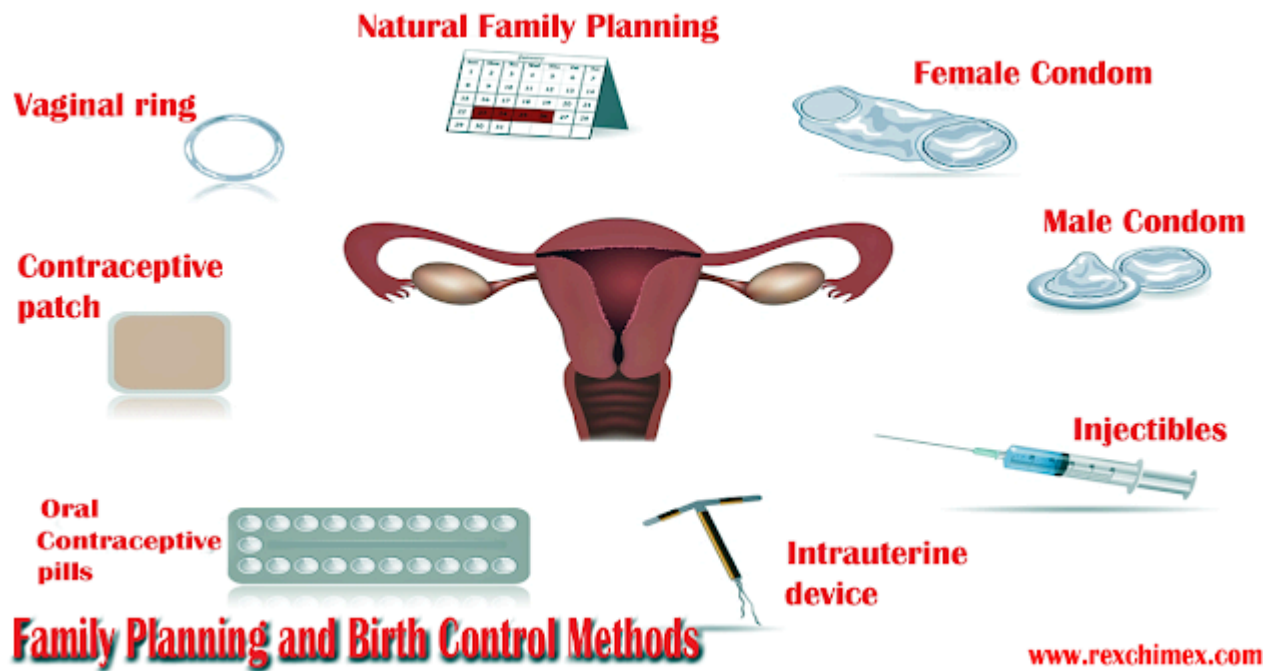 Natural Family Planning
Female Condom
Vaginal ring
Male Condom
Contraceptive
patch
Injectibles
Oral
Contraceptive
pills
Intrauterine
device
Family Planning and Birth Control Methods
www.rexchimex.com